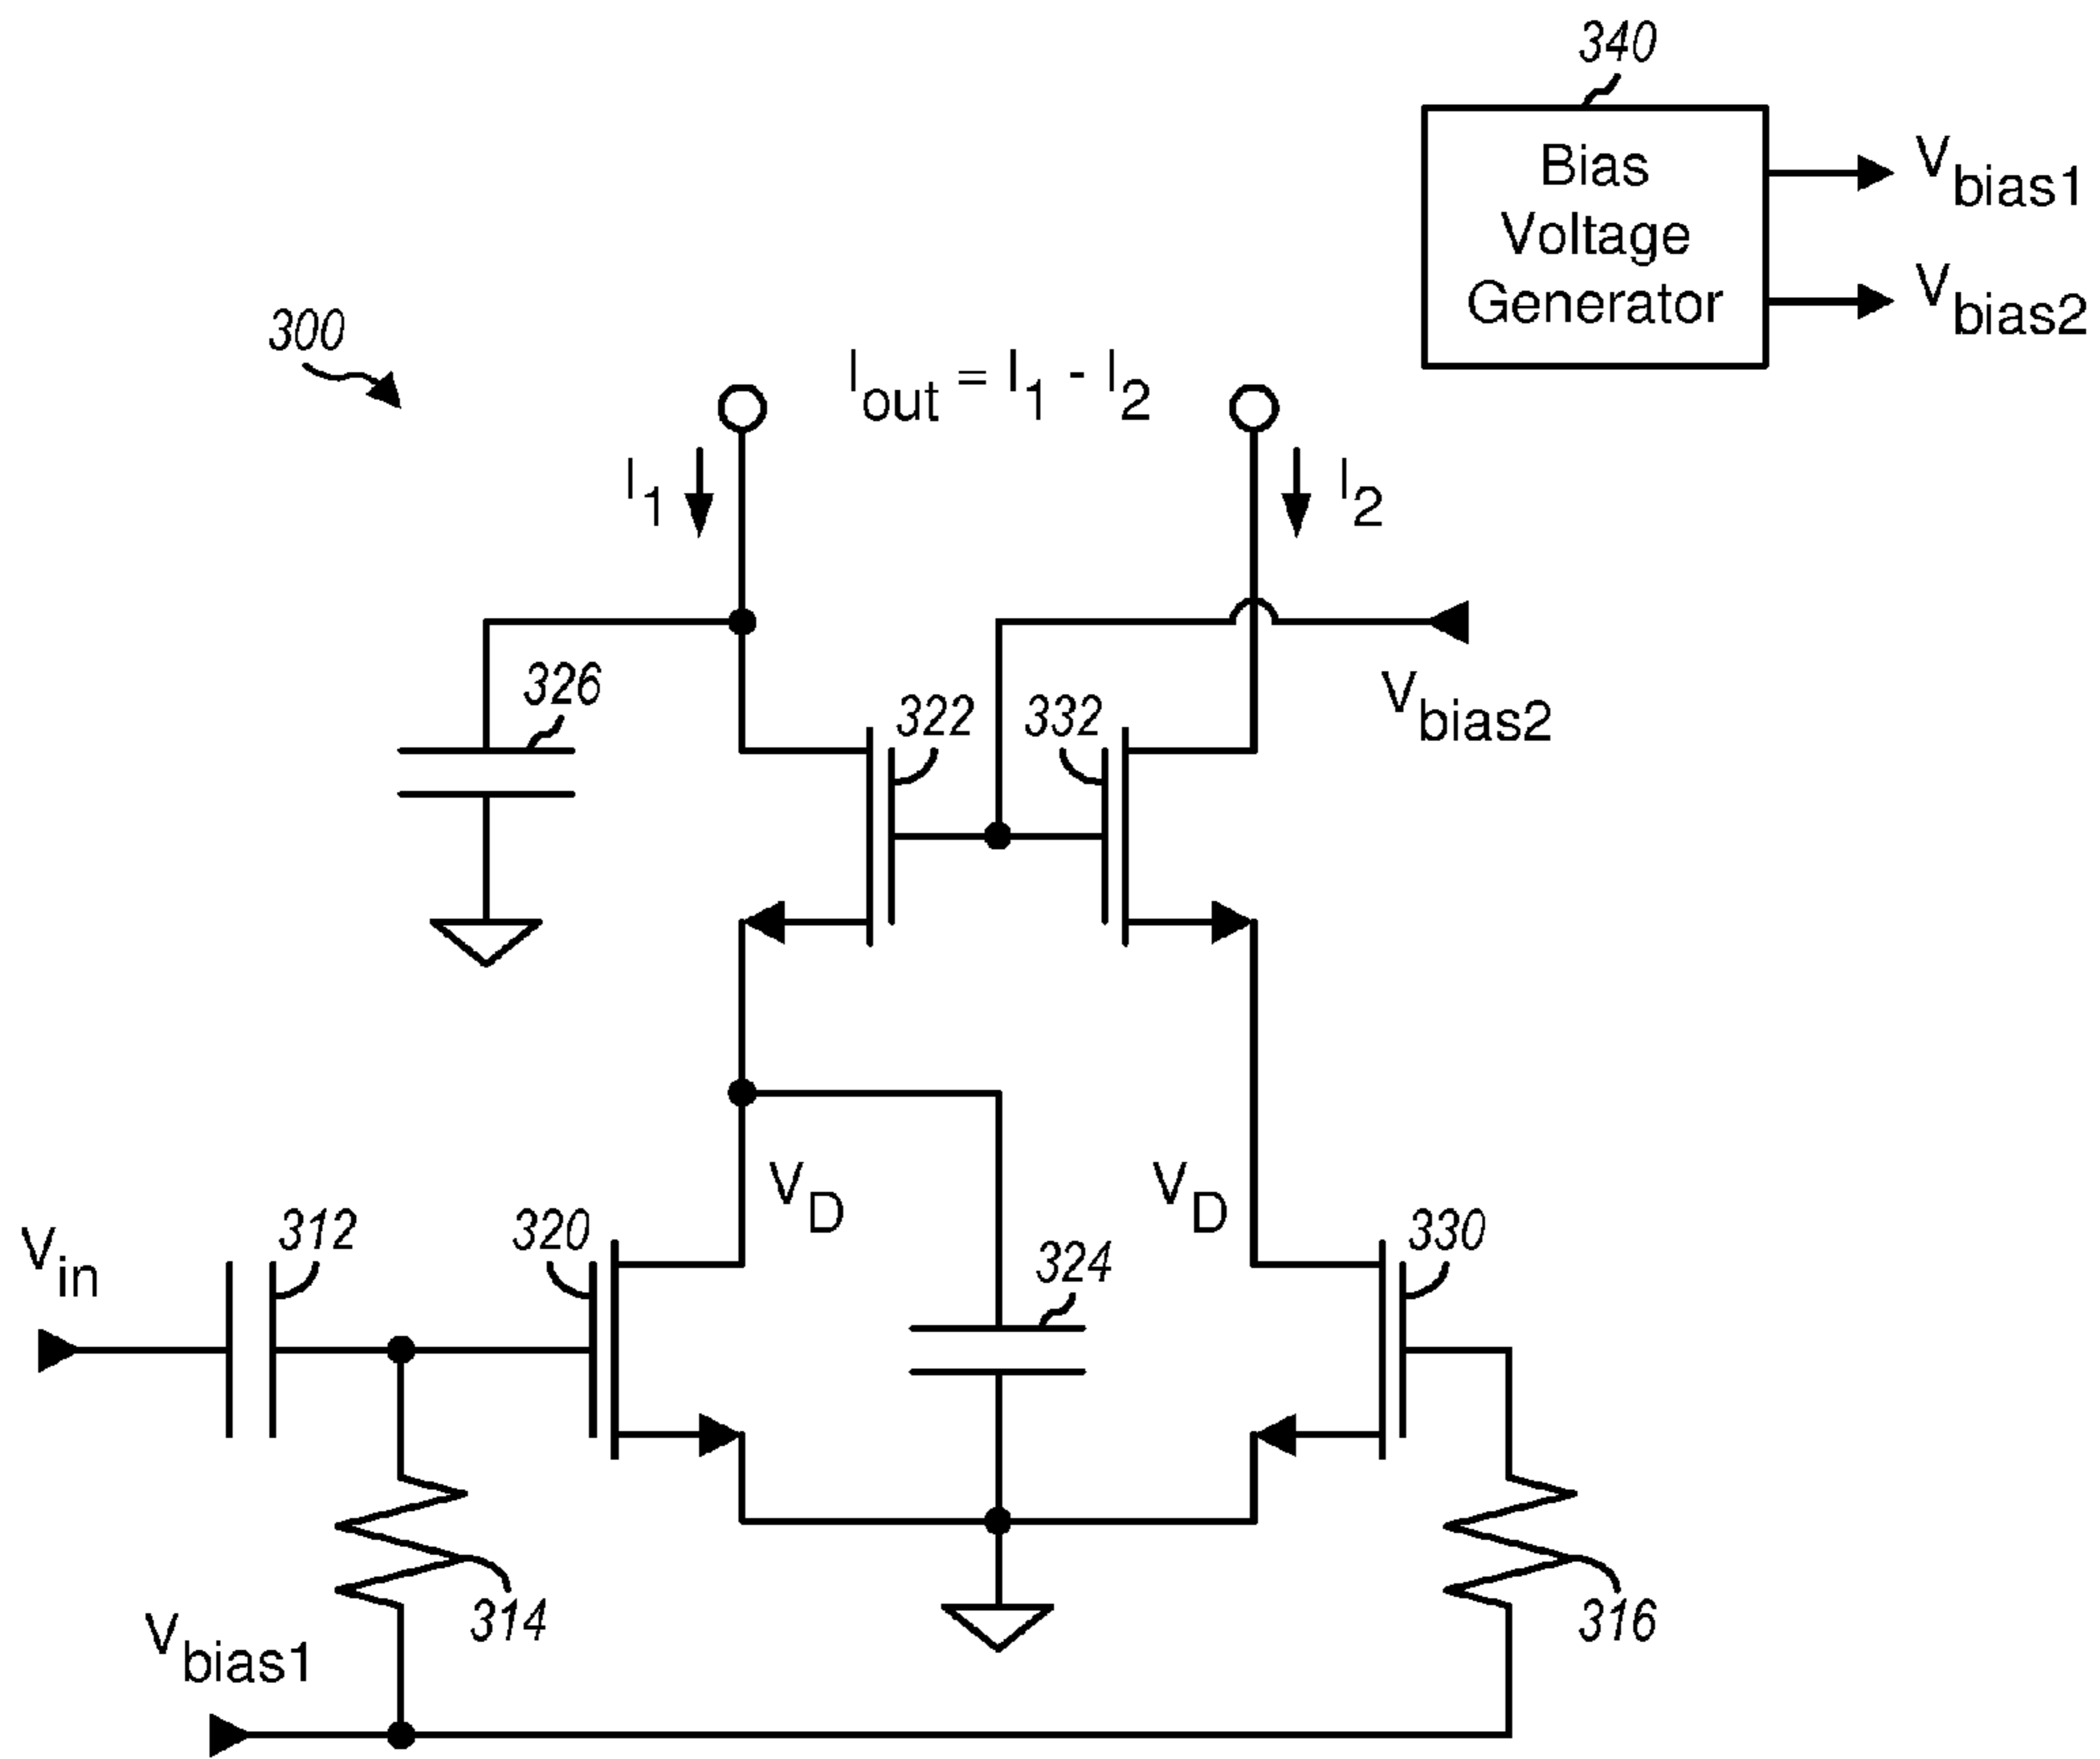 340
Bias
Voltage
Generator
Vbias1
Vbias2
300
Iout = I1 - I2
I1
I2
326
322
332
Vbias2
VD
VD
Vin
312
320
324
330
314
316
Vbias1